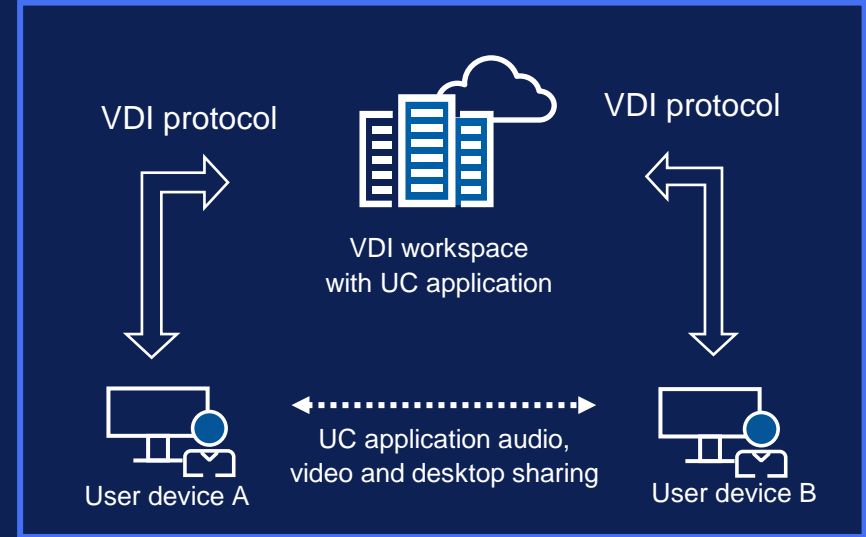 VDI protocol
VDI protocol
VDI workspace
with UC application
UC application audio,
video and desktop sharing
User device A
User device B